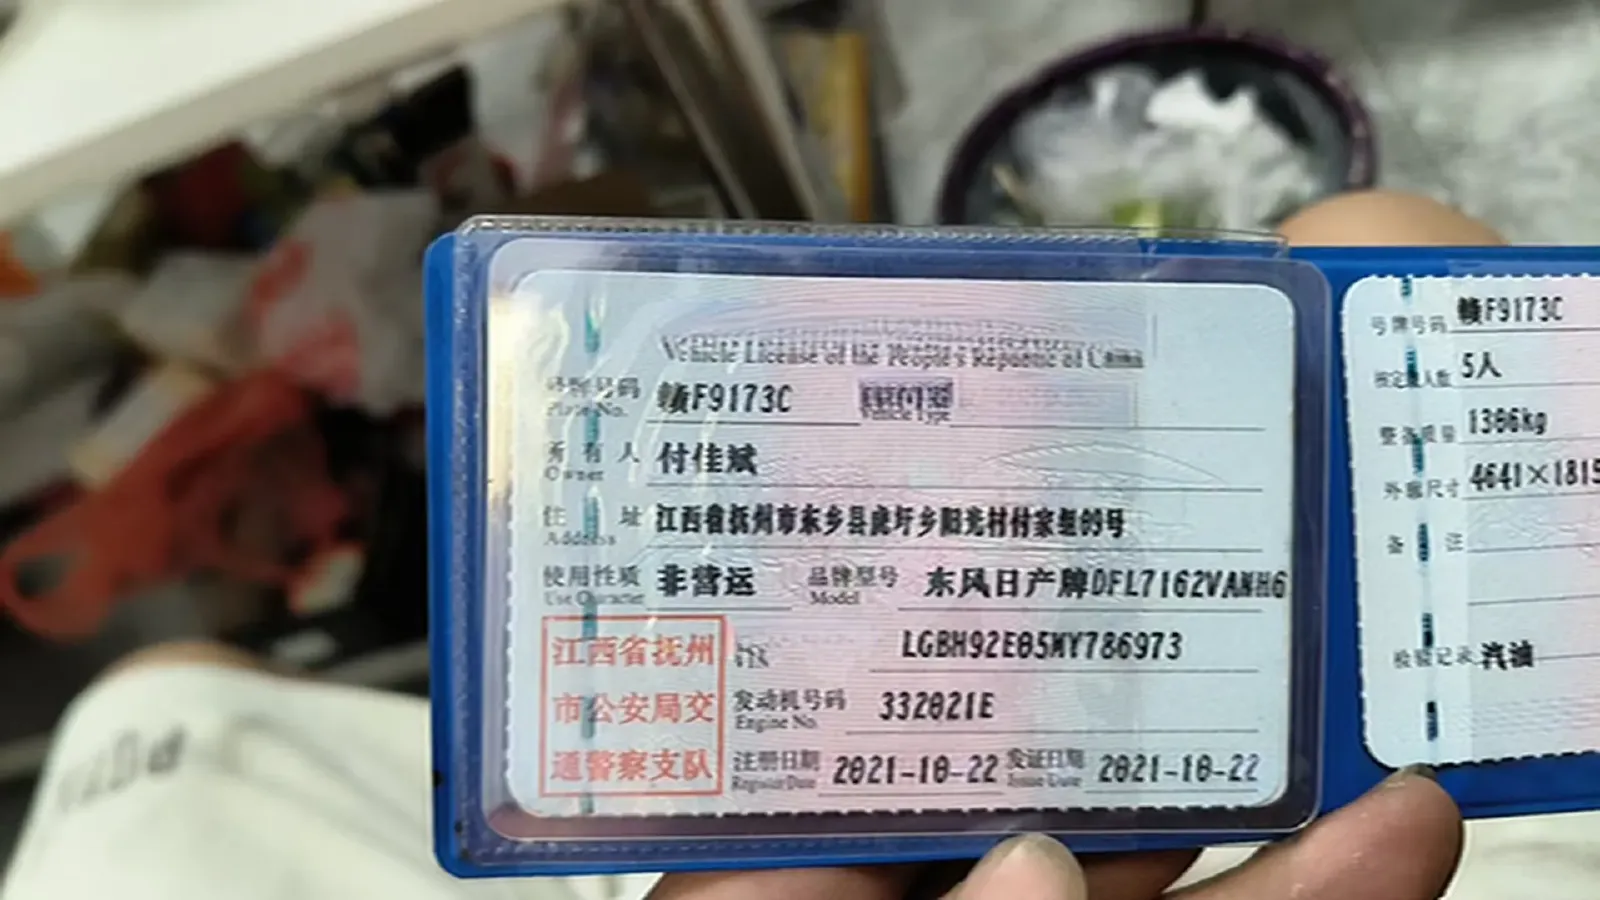 Vehicle License of the People's Republic of China
号牌号码 赣F9173C
Plate No. Vehicle Type
所有人 付佳斌
Owner
住址 江西省抚州市东乡县虎圩乡阳光村付家组09号
Address
使用性质 非营运 品牌型号 东风日产牌DFL7162VANH6
Use Character Model
江西省抚州
市公安局交
通警察支队
VIN LGBH92E05MY786973
发动机号码 332021E
Engine No.
注册日期 2021-10-22 发证日期 2021-10-22
Register Date Issue Date
号牌号码 赣F9173C
核定载人数 5人
整备质量 1306kg
外廓尺寸 4641×1815
备注
检验记录 汽油